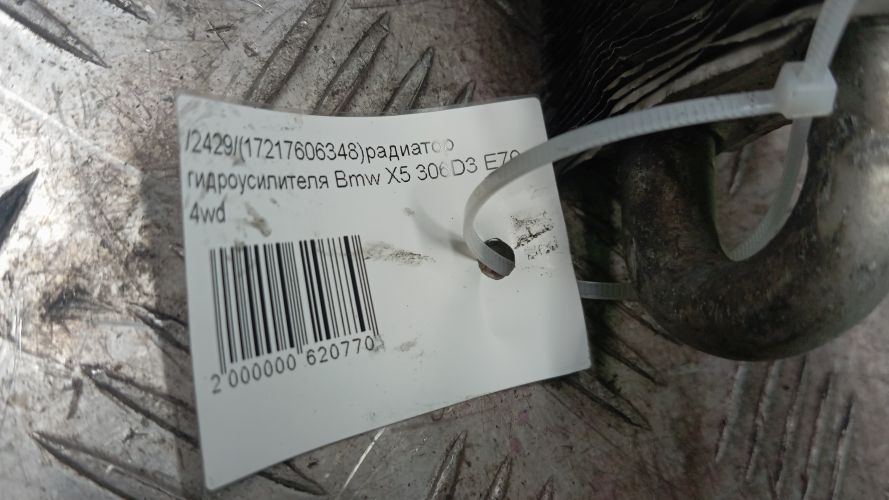 /2429/(17217606348)радиатор
гидроусилителя Bmw X5 306D3 E70
4wd
2 000000 620770